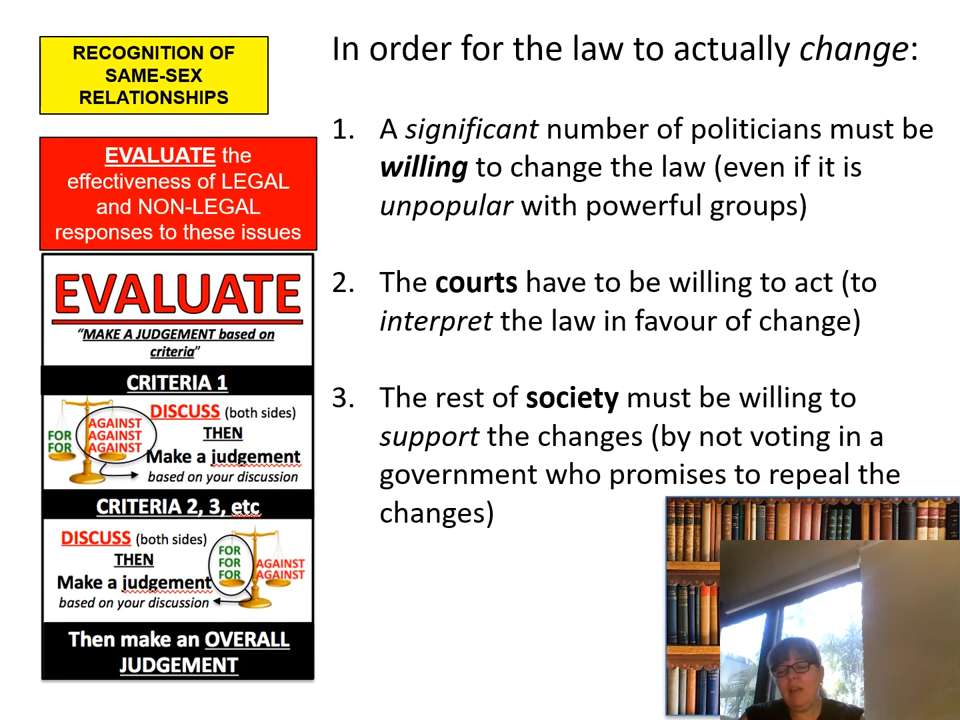 RECOGNITION OF
SAME-SEX
RELATIONSHIPS
EVALUATE the
effectiveness of LEGAL
and NON-LEGAL
responses to these issues
EVALUATE
"MAKE A JUDGEMENT based on
criteria"
CRITERIA 1
DISCUSS (both sides)
THEN
Make a judgement
based on your discussion
FOR
FOR
AGAINST
AGAINST
AGAINST
CRITERIA 2, 3, etc
DISCUSS (both sides)
THEN
Make a judgement
based on your discussion
FOR
FOR
FOR
AGAINST
AGAINST
Then make an OVERALL
JUDGEMENT
In order for the law to actually change:
1. A significant number of politicians must be
willing to change the law (even if it is
unpopular with powerful groups)
2. The courts have to be willing to act (to
interpret the law in favour of change)
3. The rest of society must be willing to
support the changes (by not voting in a
government who promises to repeal the
changes)